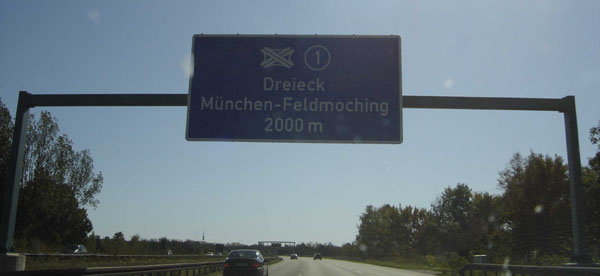 1
Dreieck
München-Feldmoching
2000 m